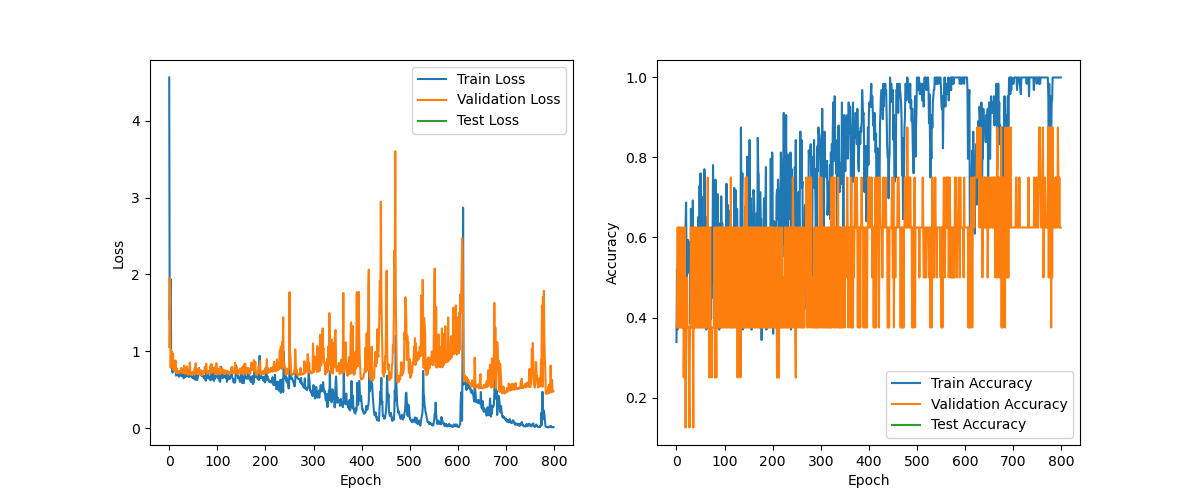 Train Loss
Validation Loss
Test Loss
4
3
2
1
0
Loss
0 100 200 300 400 500 600 700 800
Epoch
1.0
0.8
0.6
0.4
0.2
Accuracy
Train Accuracy
Validation Accuracy
Test Accuracy
0 100 200 300 400 500 600 700 800
Epoch